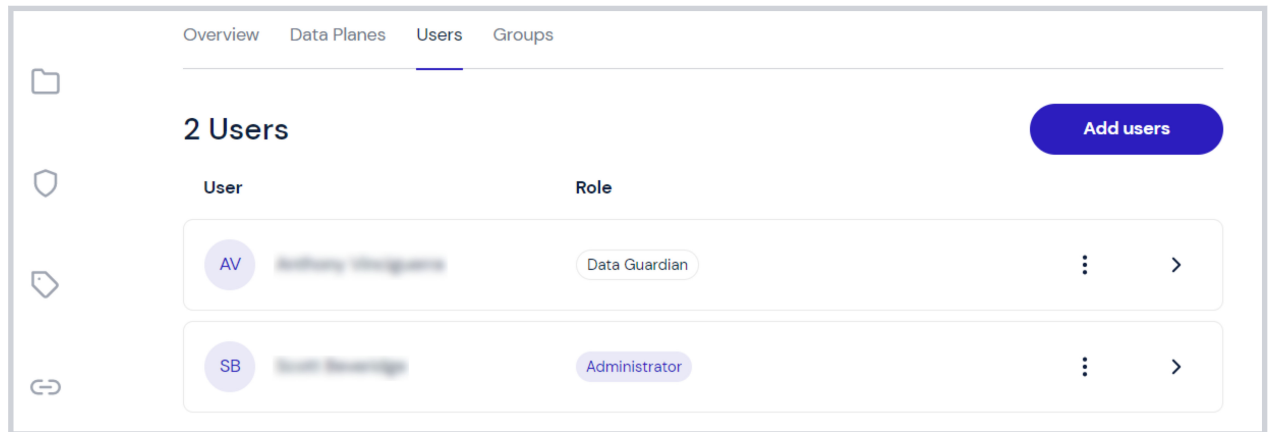 Overview Data Planes Users Groups
2 Users
Add users
User Role
AV Data Guardian
SB Administrator